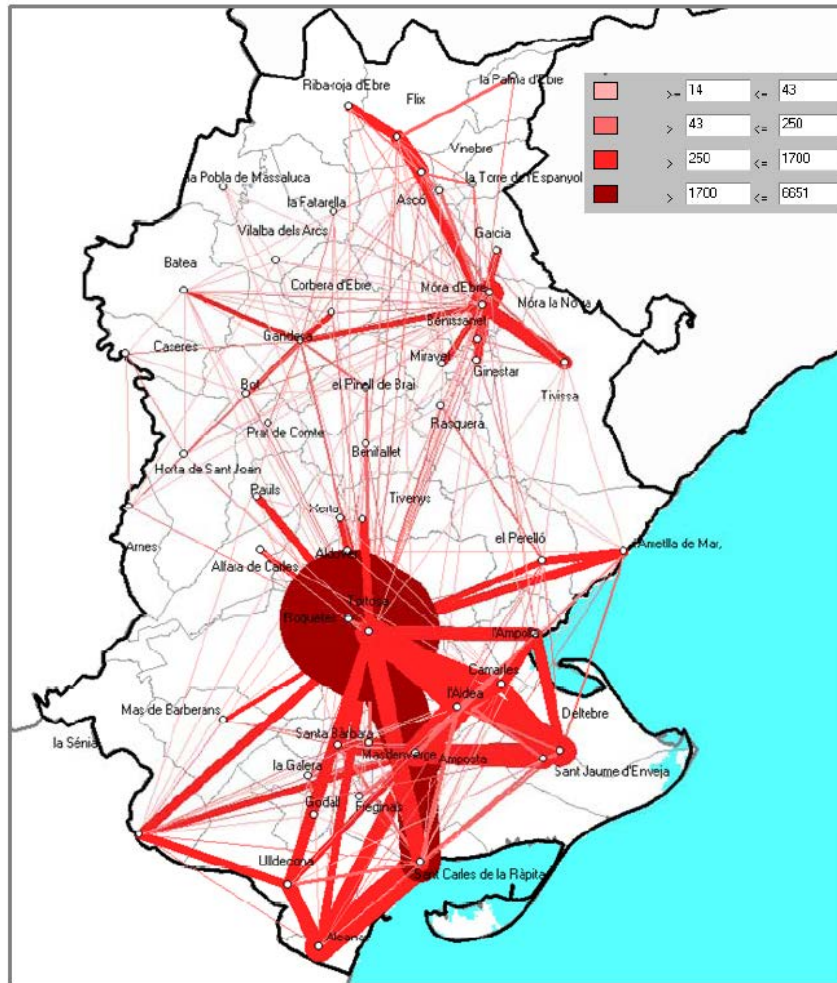 la Palma d'Ebre
Riba-roja d'Ebre
Flix
>= 14 <= 43
> 43 <= 250
> 250 <= 1700
> 1700 <= 6651
Vinebre
la Torre de l'Espanyol
la Pobla de Massaluca
Ascó
la Fatarella
Vilalba dels Arcs
Garcia
Batea
Corbera d'Ebre
Móra d'Ebre
Móra la Nova
Benissanet
Gandesa
Caseres
Miravet
Ginestar
Tivissa
Bot
el Pinell de Brai
Rasquera
Prat de Comte
Benifallet
Horta de Sant Joan
Paüls
Xerta
Tivenys
Arnes
el Perelló
l'Ametlla de Mar,
Aldover
Alfara de Carles
Tortosa
Roquetes
l'Ampolla
Camarles
l'Aldea
Mas de Barberans
Deltebre
la Sénia
Santa Bàrbara
Masdenverge
Amposta
Sant Jaume d'Enveja
la Galera
Godall
Freginals
Ulldecona
Sant Carles de la Ràpita
Alcanar